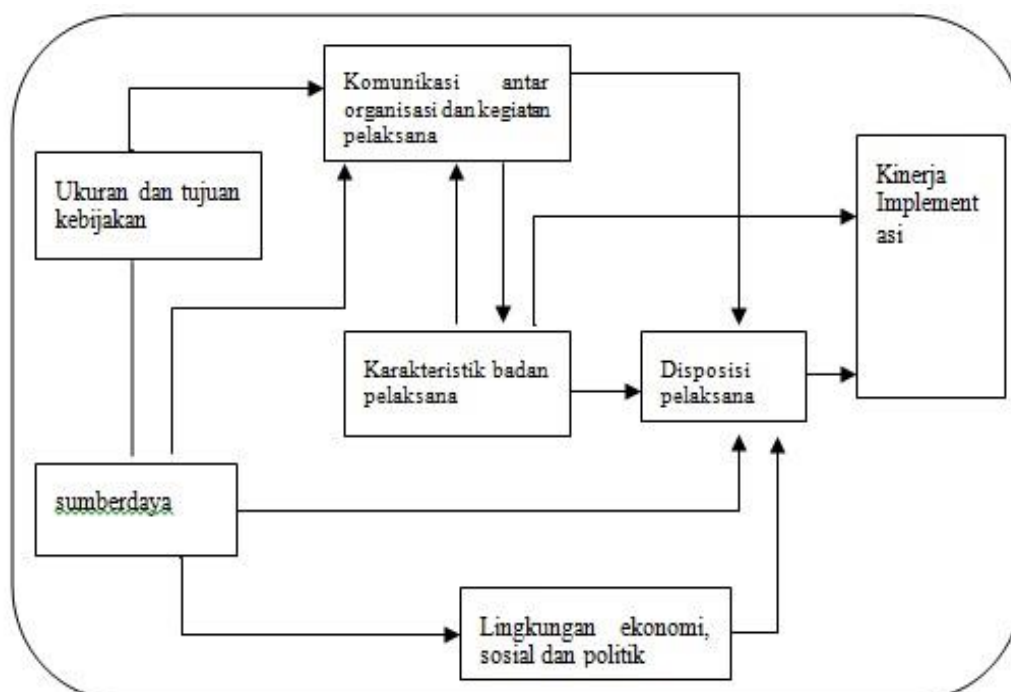 Komunikasi antar
organisasi dan kegiatan
pelaksana
Ukuran dan tujuan
kebijakan
Kinerja
Implement
asi
Karakteristik badan
pelaksana
Disposisi
pelaksana
sumberdaya
Lingkungan ekonomi,
sosial dan politik